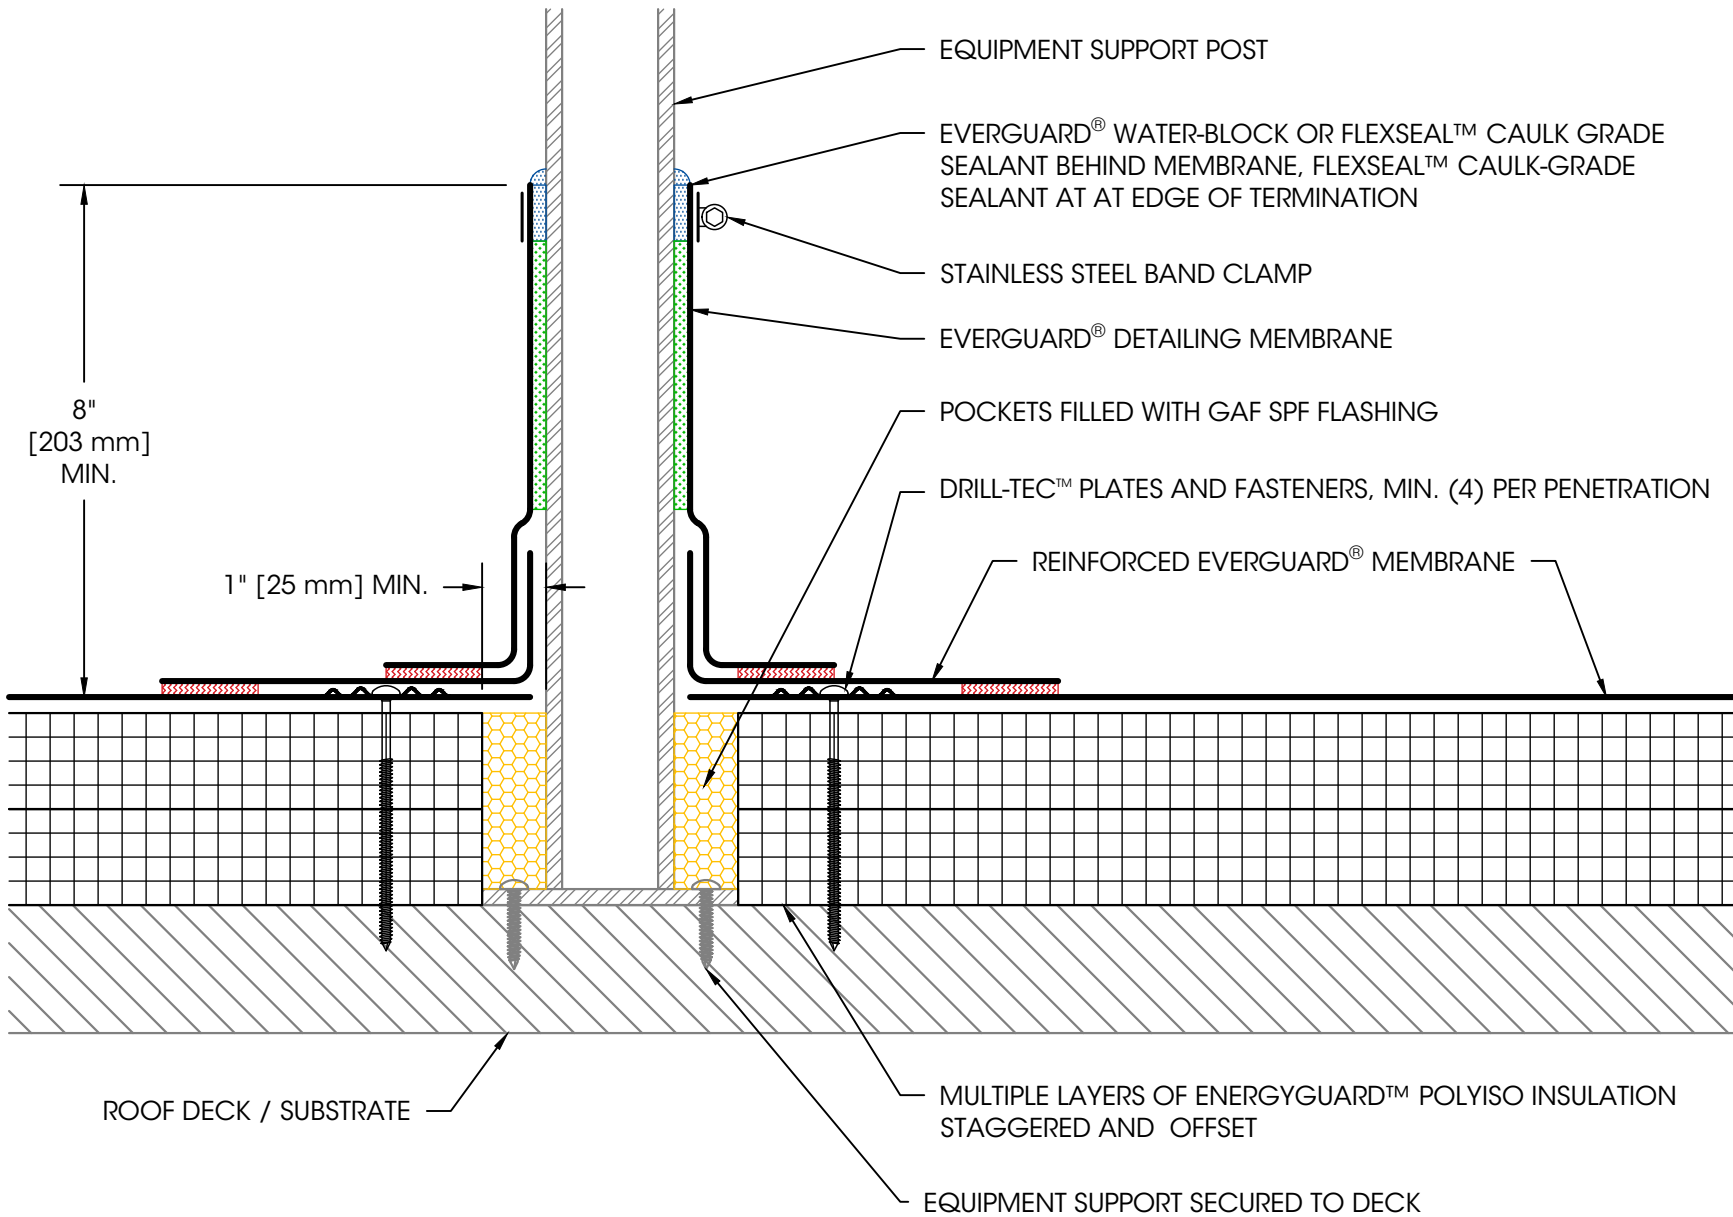 EQUIPMENT SUPPORT POST
EVERGUARD® WATER-BLOCK OR FLEXSEAL™ CAULK GRADE
SEALANT BEHIND MEMBRANE, FLEXSEAL™ CAULK-GRADE
SEALANT AT AT EDGE OF TERMINATION
STAINLESS STEEL BAND CLAMP
EVERGUARD® DETAILING MEMBRANE
8"
[203 mm]
MIN.
POCKETS FILLED WITH GAF SPF FLASHING
DRILL-TEC™ PLATES AND FASTENERS, MIN. (4) PER PENETRATION
REINFORCED EVERGUARD® MEMBRANE
1" [25 mm] MIN.
ROOF DECK / SUBSTRATE
MULTIPLE LAYERS OF ENERGYGUARD™ POLYISO INSULATION
STAGGERED AND OFFSET
EQUIPMENT SUPPORT SECURED TO DECK